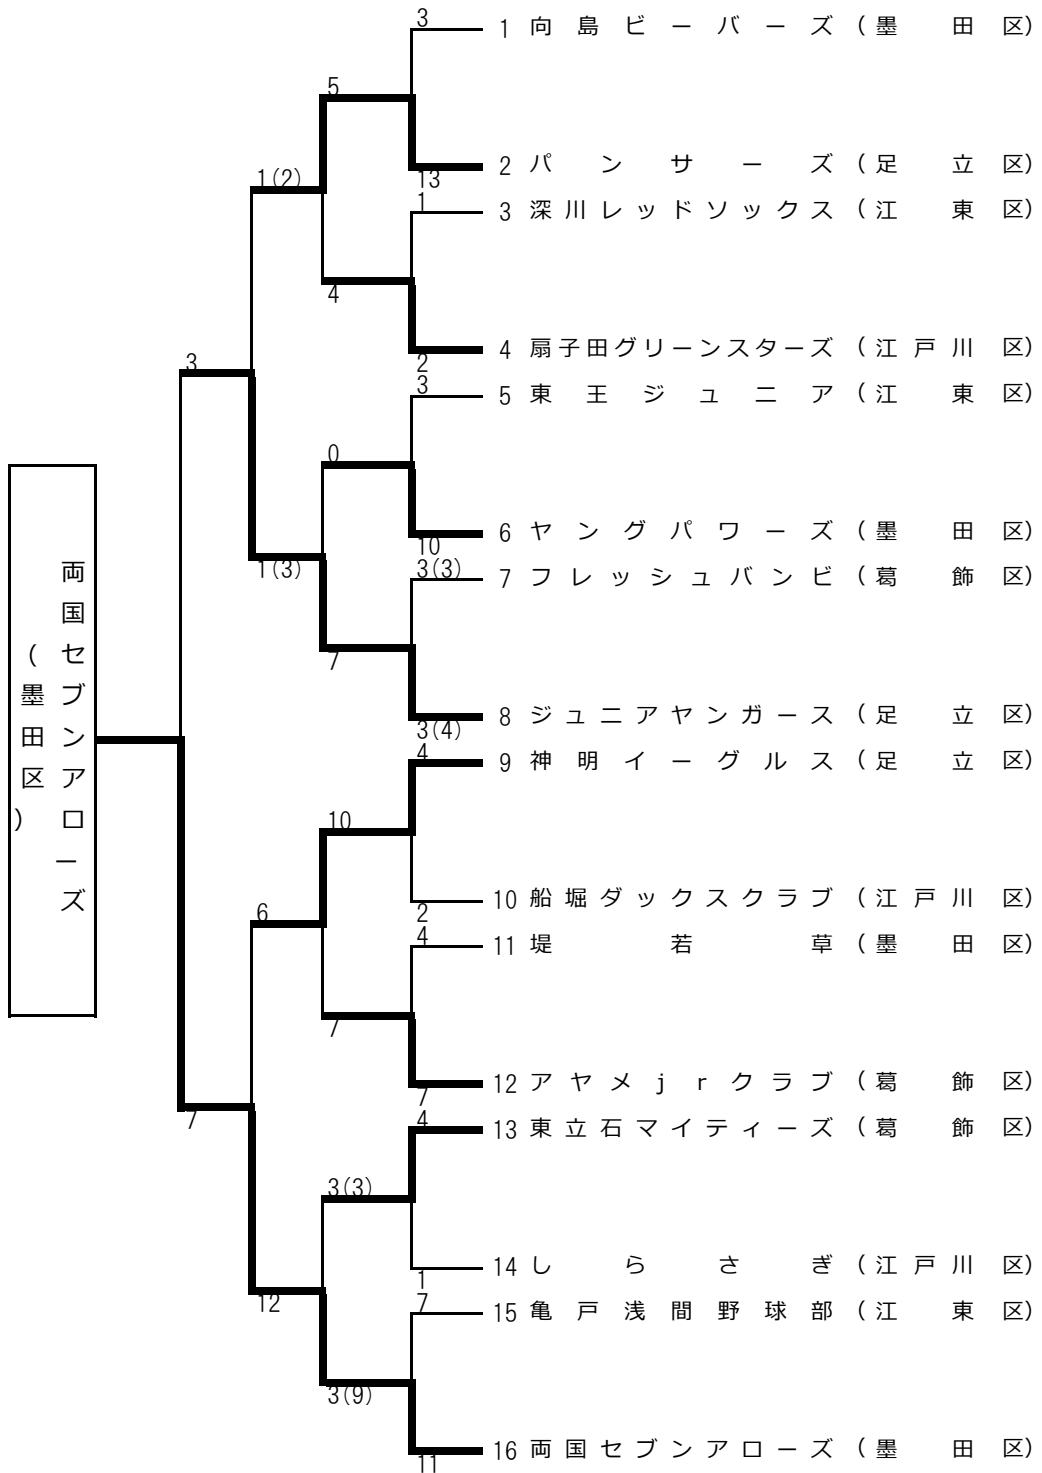 3
1 向島ビーバーズ (墨田区)
5
2 パンサーズ (足立区)
13
1(2)
1
3 深川レッドソックス (江東区)
4
4 扇子田グリーンスターズ (江戸川区)
2
3
3
5 東王ジュニア (江東区)
0
6 ヤングパワーズ (墨田区)
10
1(3)
3(3)
7 フレッシュバンビ (葛飾区)
7
8 ジュニアヤンガース (足立区)
3(4)
両国セブンアローズ
(墨田区)
4
9 神明イーグルス (足立区)
10
10 船堀ダックスクラブ (江戸川区)
2
6
4
11 堤若草 (墨田区)
7
12 アヤメjrクラブ (葛飾区)
7
7
4
13 東立石マイティーズ (葛飾区)
3(3)
14 しらさぎ (江戸川区)
1
12
7
15 亀戸浅間野球部 (江東区)
3(9)
16 両国セブンアローズ (墨田区)
11